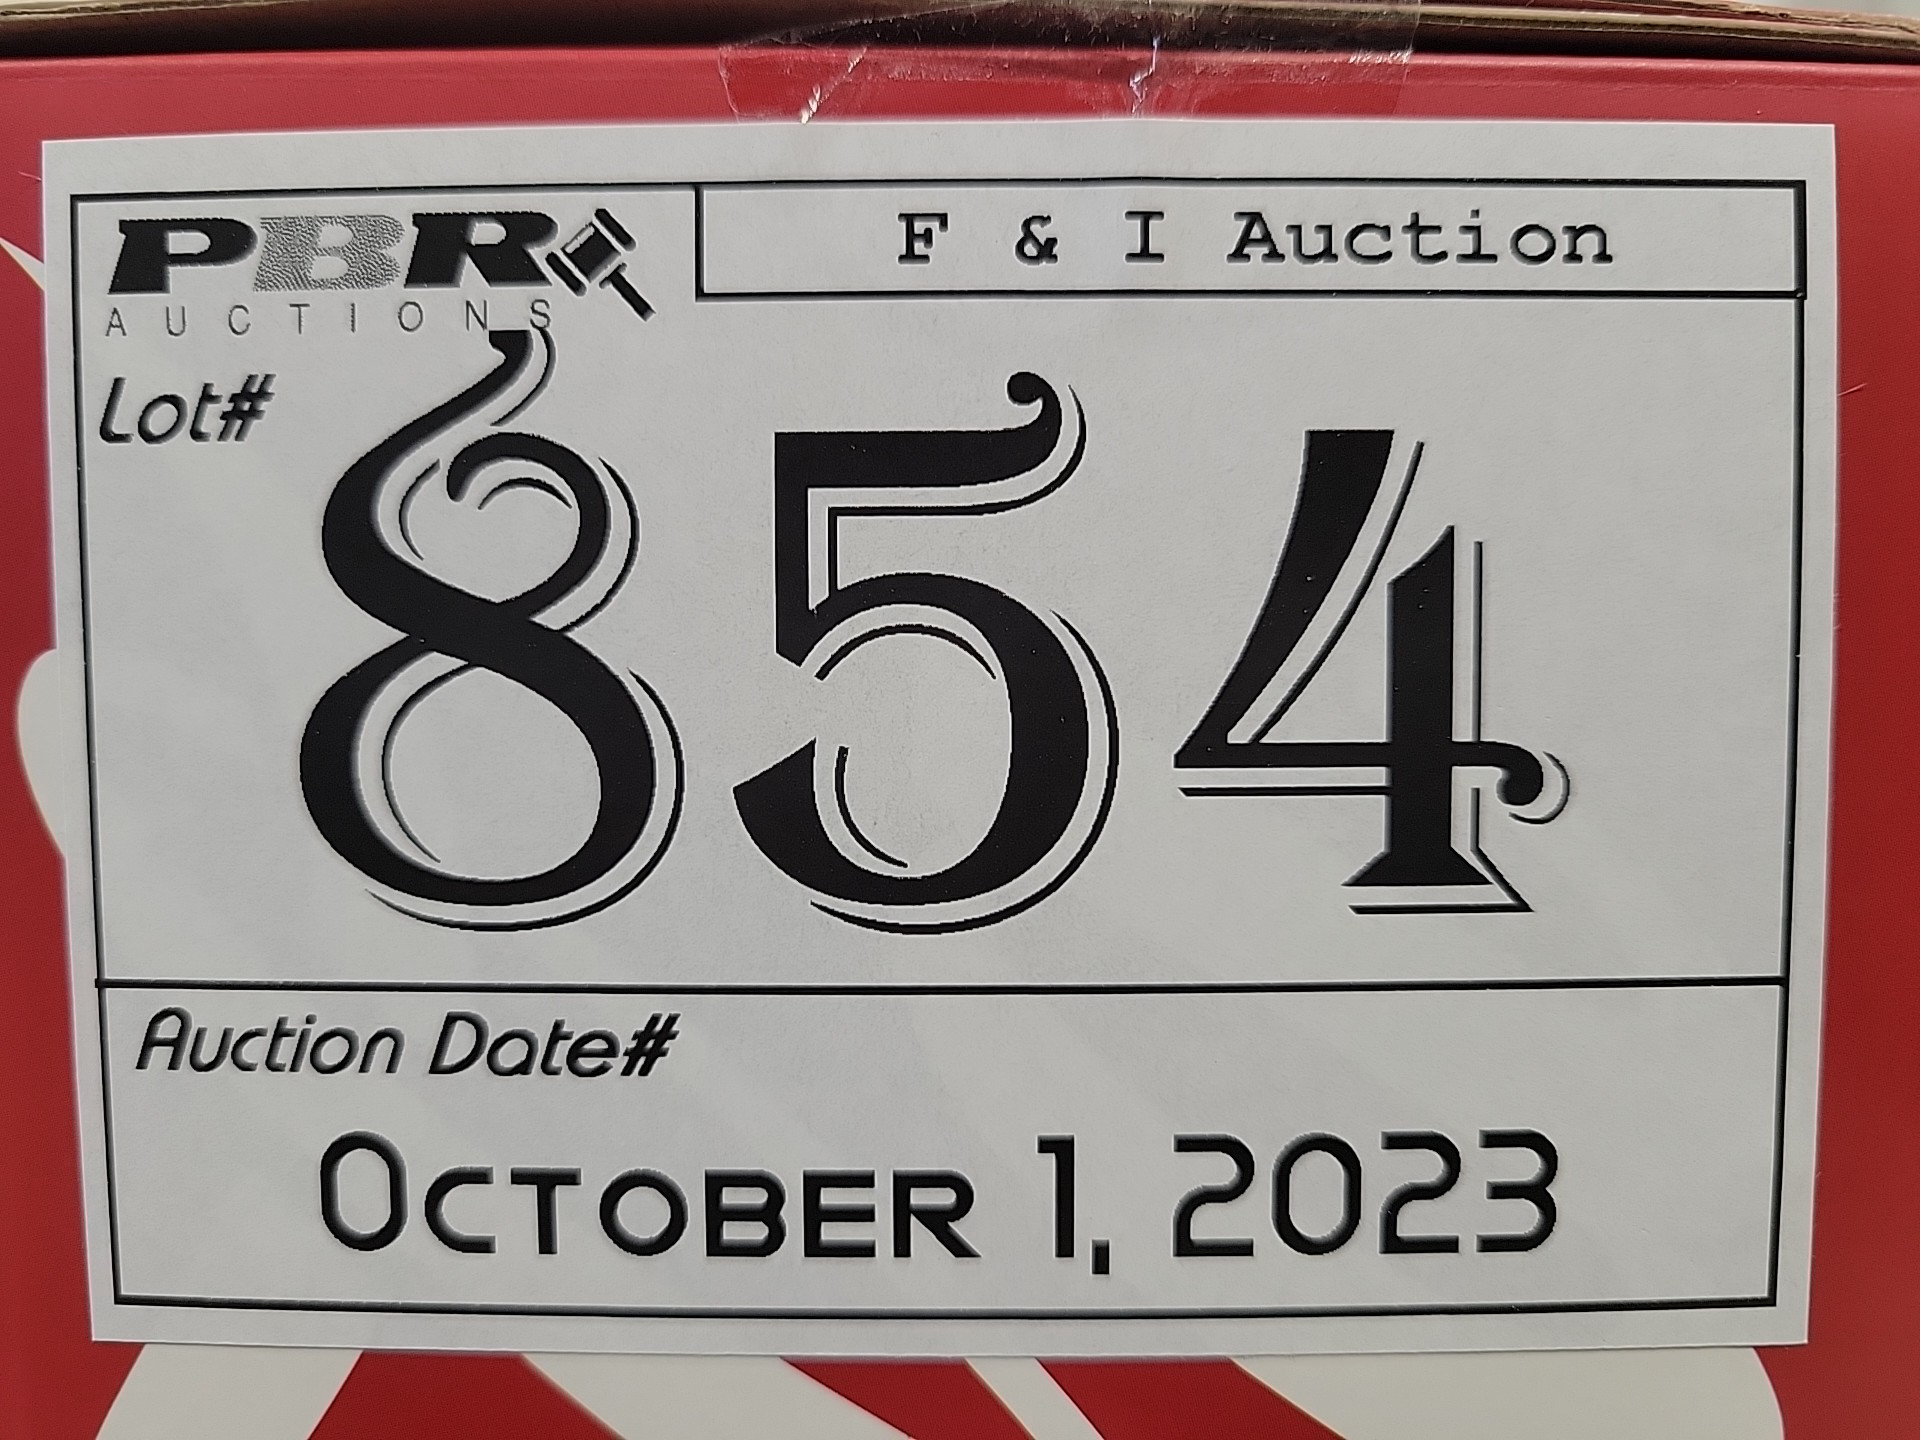 PBR
AUCTIONS
F & I Auction
Lot#
854
Auction Date#
October 1, 2023